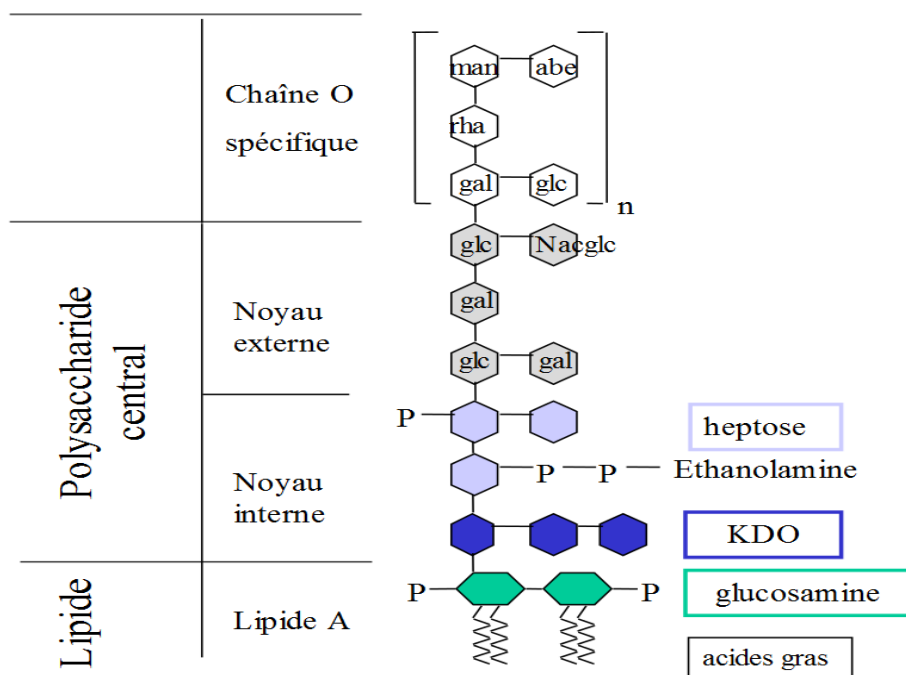 man abe
Chaîne O
spécifique
rha
gal glc
n
glc Nacglc
gal
Noyau
externe
glc gal
Polysaccharide
central
P
heptose
P P Ethanolamine
Noyau
interne
KDO
P P
glucosamine
Lipide
Lipide A
acides gras